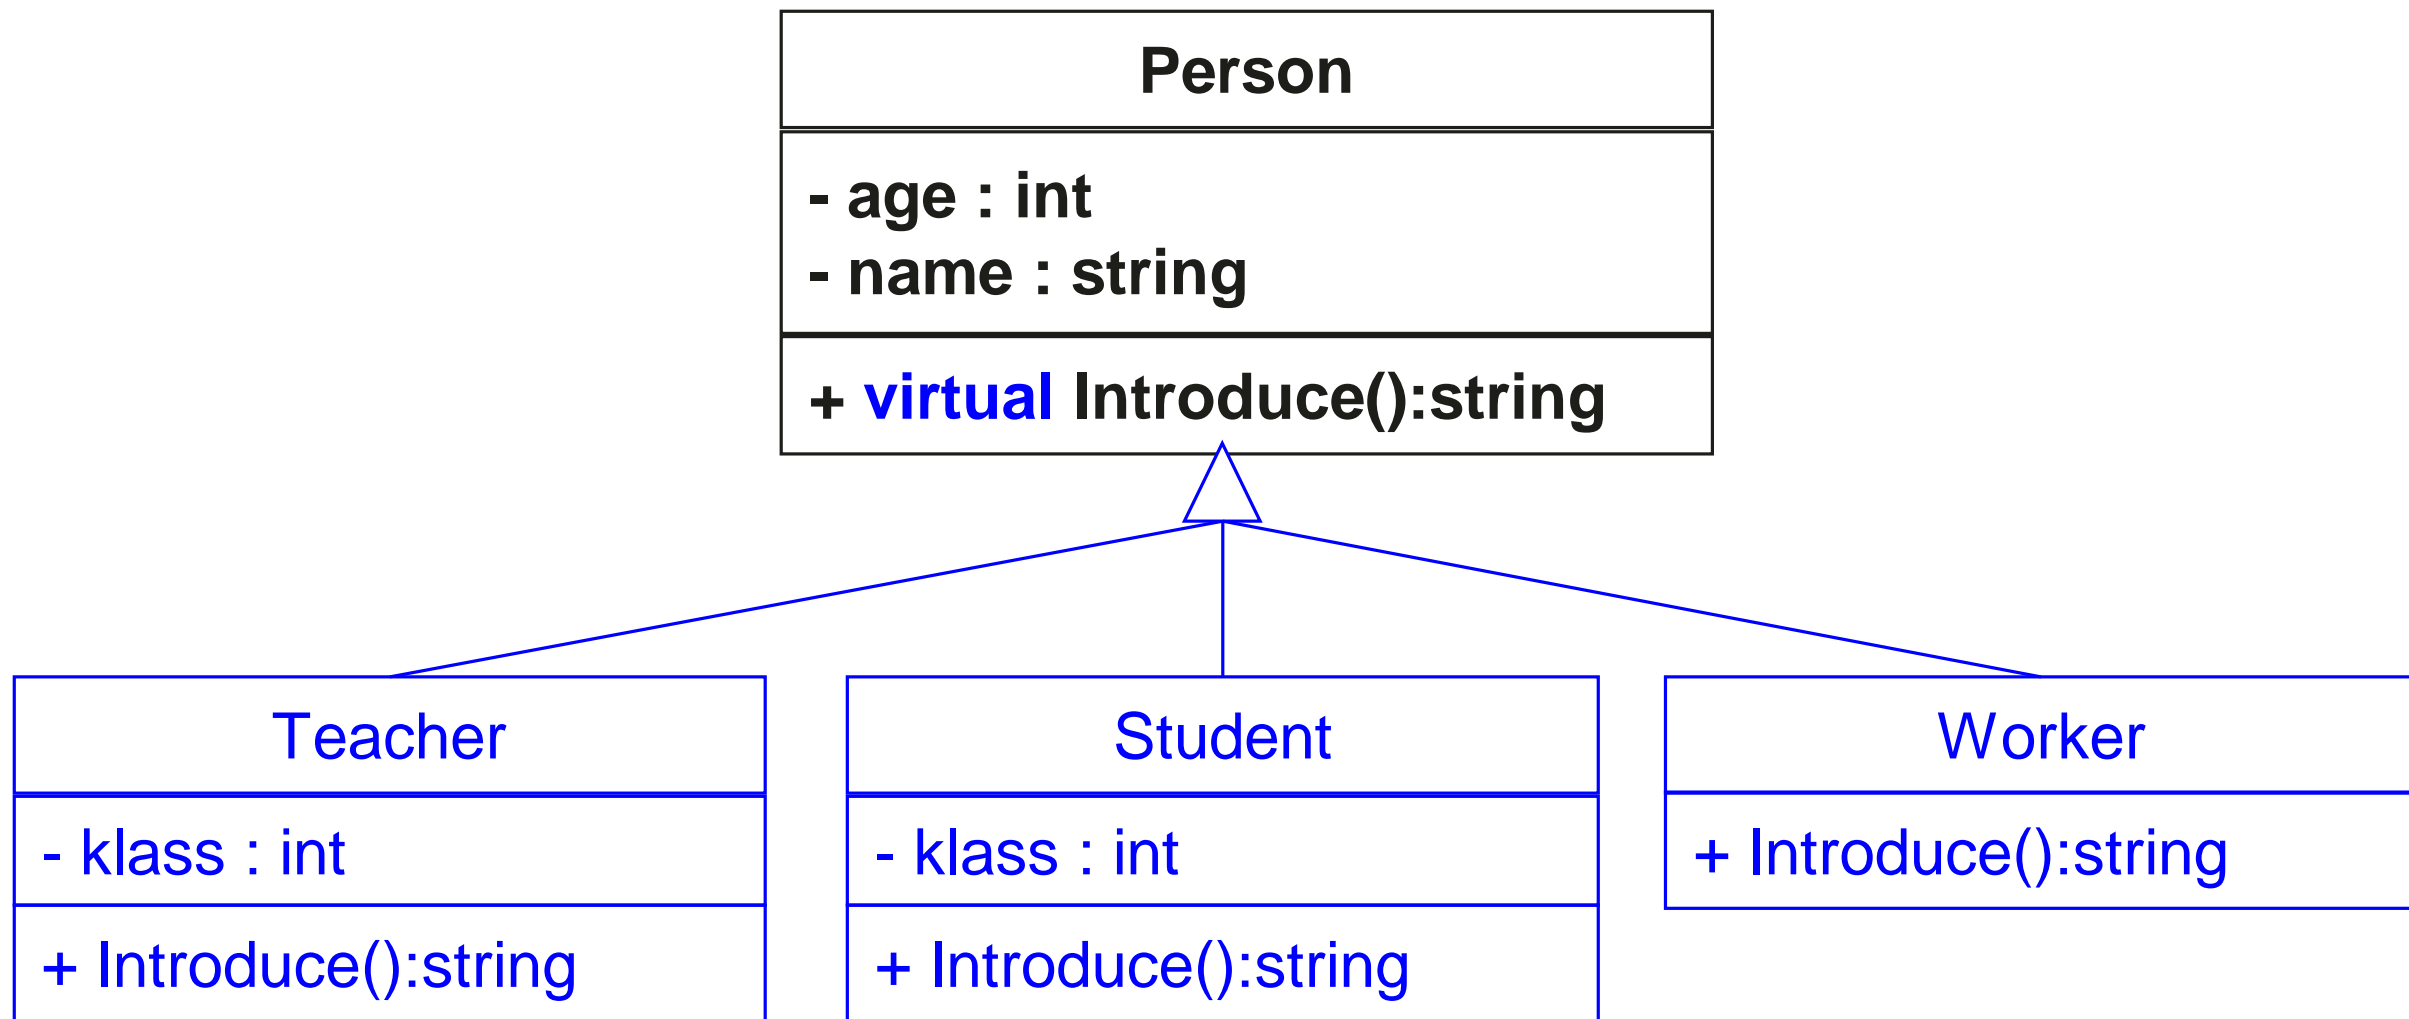 Person
- age : int
- name : string
+ virtual Introduce():string
Teacher
- klass : int
+ Introduce():string
Student
- klass : int
+ Introduce():string
Worker
+ Introduce():string